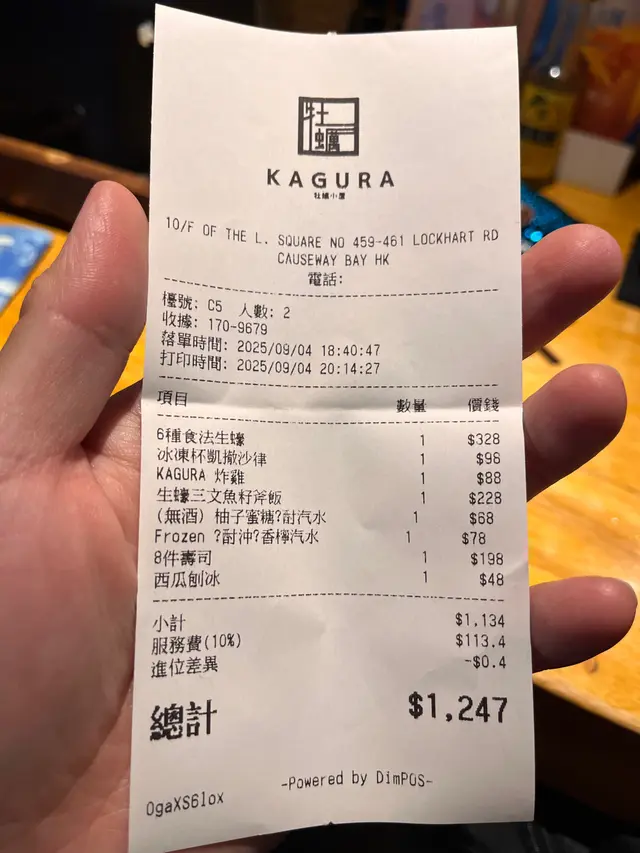 牡蠣
KAGURA
牡蠣小屋
10/F OF THE L. SQUARE NO 459-461 LOCKHART RD
CAUSEWAY BAY HK
電話:
檯號: C5 人數: 2
收據: 170-9679
落單時間: 2025/09/04 18:40:47
打印時間: 2025/09/04 20:14:27
項目 數量 價錢
6種食法生蠔 1 $328
冰凍杯凱撒沙律 1 $98
KAGURA 炸雞 1 $88
生蠔三文魚籽斧飯 1 $228
(無酒) 柚子蜜糖?酎汽水 1 $68
Frozen ?酎沖?香檸汽水 1 $78
8件壽司 1 $198
西瓜刨冰 1 $48
小計 $1,134
服務費(10%) $113.4
進位差異 -$0.4
總計 $1,247
-Powered by DimPOS-
OgaXS6lox